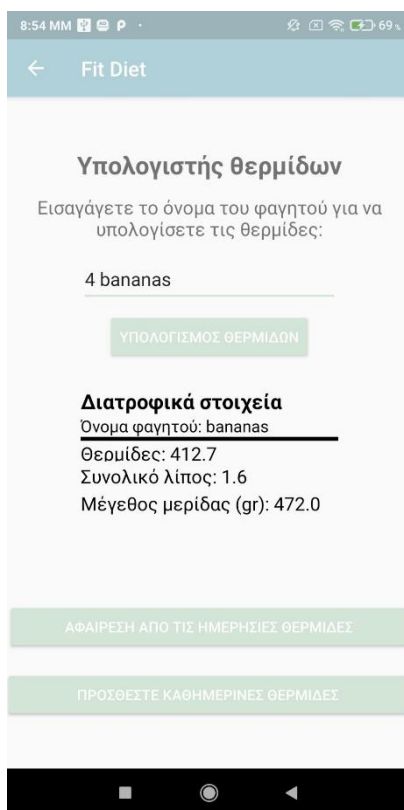 8:54 MM
69%
Fit Diet
Υπολογιστής θερμίδων
Εισαγάγετε το όνομα του φαγητού για να
υπολογίσετε τις θερμίδες:
4 bananas
ΥΠΟΛΟΓΙΣΜΟΣ ΘΕΡΜΙΔΩΝ
Διατροφικά στοιχεία
Όνομα φαγητού: bananas
Θερμίδες: 412.7
Συνολικό λίπος: 1.6
Μέγεθος μερίδας (gr): 472.0
ΑΦΑΙΡΕΣΗ ΑΠΟ ΤΙΣ ΗΜΕΡΗΣΙΕΣ ΘΕΡΜΙΔΕΣ
ΠΡΟΣΘΕΣΤΕ ΚΑΘΗΜΕΡΙΝΕΣ ΘΕΡΜΙΔΕΣ